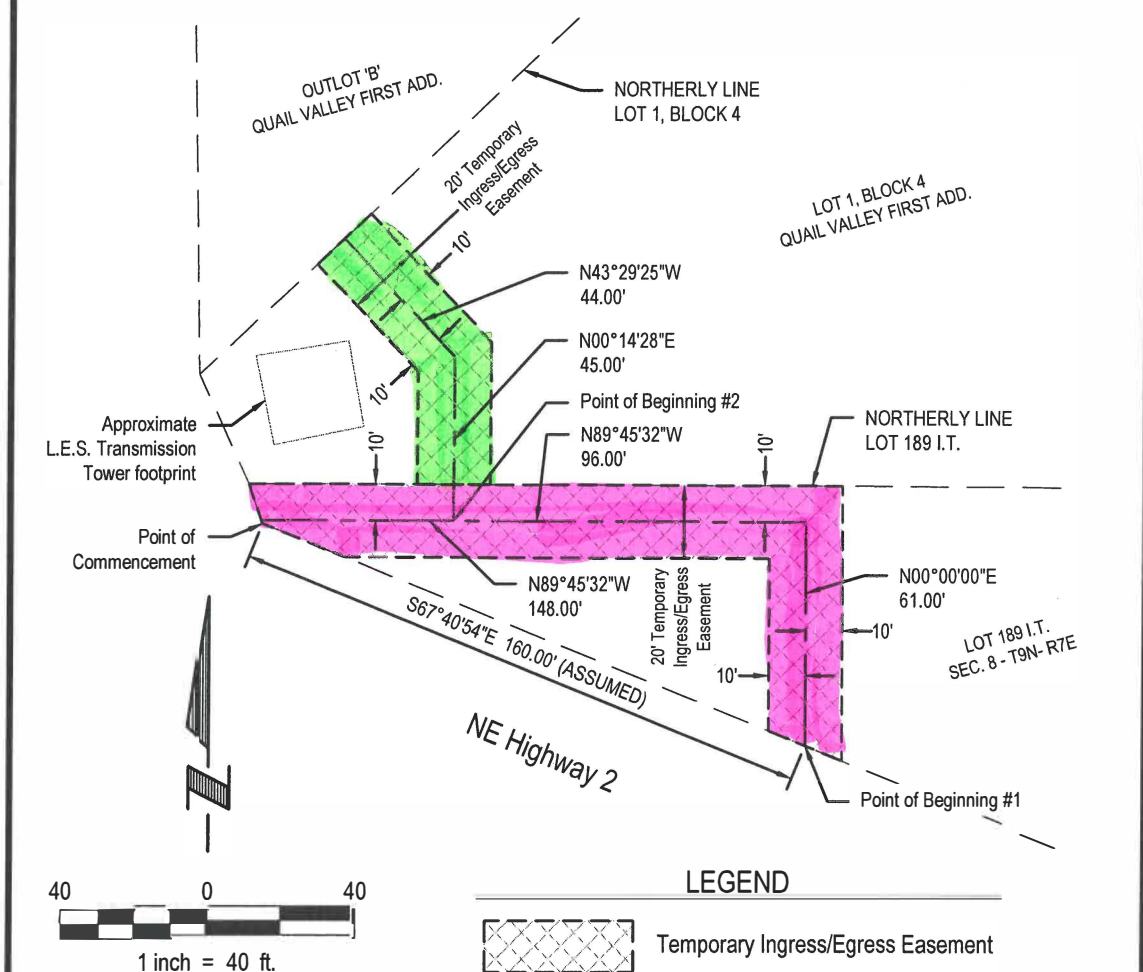 OUTLOT 'B'
QUAIL VALLEY FIRST ADD.
NORTHERLY LINE
LOT 1, BLOCK 4
20' Temporary
Ingress/Egress
Easement
LOT 1, BLOCK 4
QUAIL VALLEY FIRST ADD.
10'
N43°29'25"W
44.00'
N00°14'28"E
45.00'
10'
Point of Beginning #2
Approximate
L.E.S. Transmission
Tower footprint
10'
N89°45'32"W
96.00'
10'
NORTHERLY LINE
LOT 189 I.T.
Point of
Commencement
N89°45'32"W
148.00'
S67°40'54"E 160.00' (ASSUMED)
20' Temporary
Ingress/Egress
Easement
N00°00'00"E
61.00'
10'
10'
LOT 189 I.T.
SEC. 8 - T9N- R7E
NE Highway 2
Point of Beginning #1
40 0 40
1 inch = 40 ft.
LEGEND
Temporary Ingress/Egress Easement